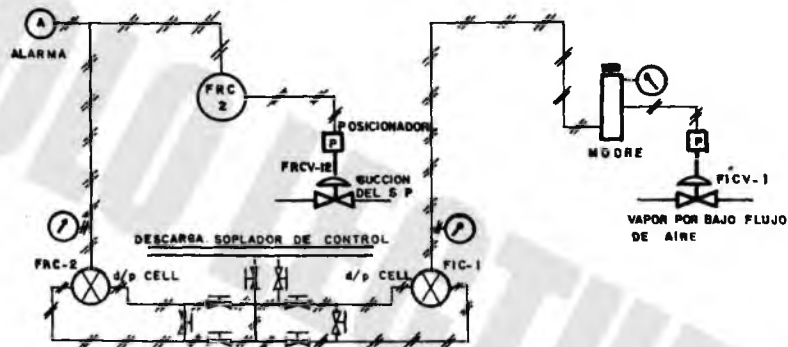 A
ALARMA
FRC
2
POSICIONADOR
P
FRCV-12
SUCCION
DEL S P
MOORE
P
FICV-1
VAPOR POR BAJO FLUJO
DE AIRE
DESCARGA SOPLADOR DE CONTROL
FRC-2
d/p CELL
d/p CELL
FIC-1